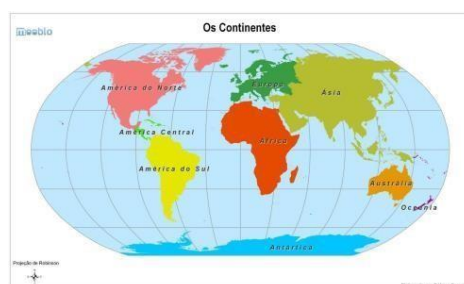 meeblo
Os Continentes
América do Norte
Europa
Ásia
América Central
África
América do Sul
Austrália
Oceania
Antártica
Projeção de Robinson